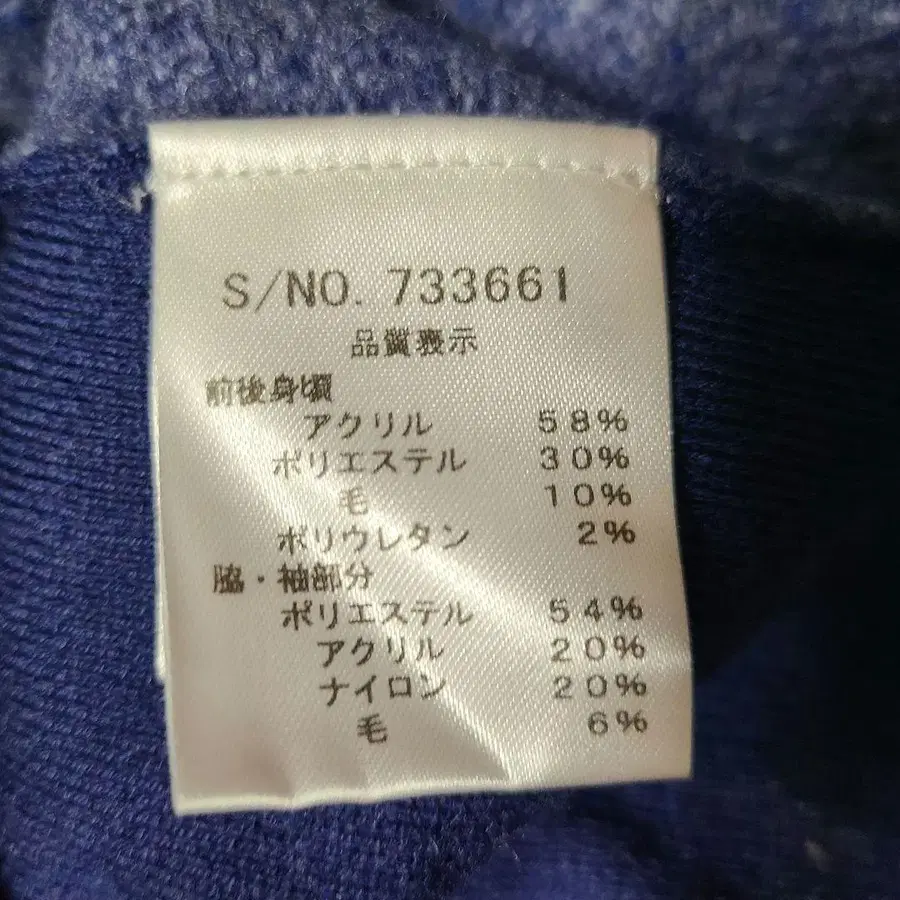 S/NO. 733661
品質表示
前後身頃
アクリル 58%
ポリエステル 30%
毛 10%
ポリウレタン 2%
脇・袖部分
ポリエステル 54%
アクリル 20%
ナイロン 20%
毛 6%